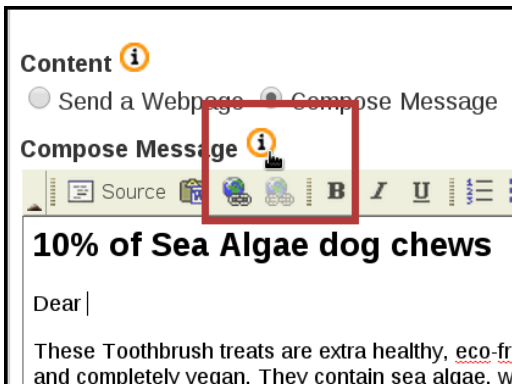 Content i
Send a Webpage Compose Message
Compose Message i
Source W B I U
10% of Sea Algae dog chews
Dear
These Toothbrush treats are extra healthy, eco-fr
and completely vegan. They contain sea algae, w